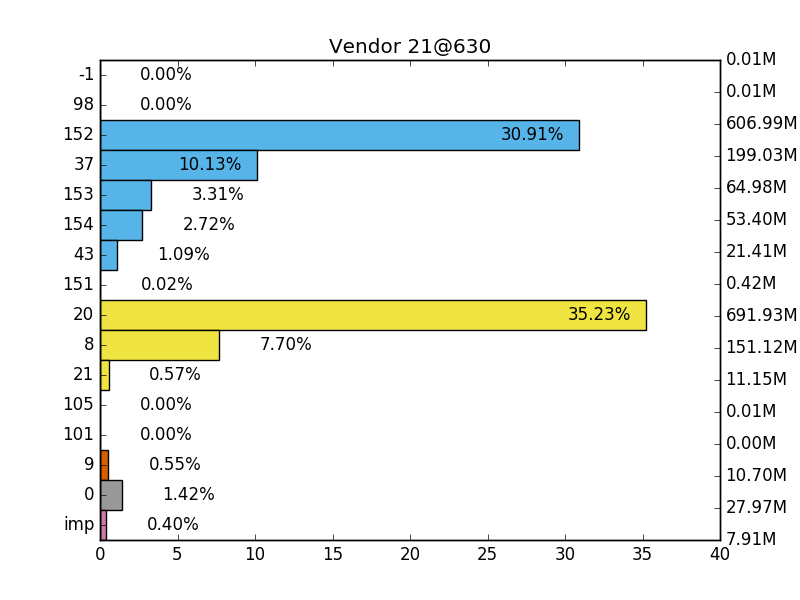 Vendor 21@630
-1 0.00% 0.01M
98 0.00% 0.01M
152 30.91% 606.99M
37 10.13% 199.03M
153 3.31% 64.98M
154 2.72% 53.40M
43 1.09% 21.41M
151 0.02% 0.42M
20 35.23% 691.93M
8 7.70% 151.12M
21 0.57% 11.15M
105 0.00% 0.01M
101 0.00% 0.00M
9 0.55% 10.70M
0 1.42% 27.97M
imp 0.40% 7.91M
0 5 10 15 20 25 30 35 40